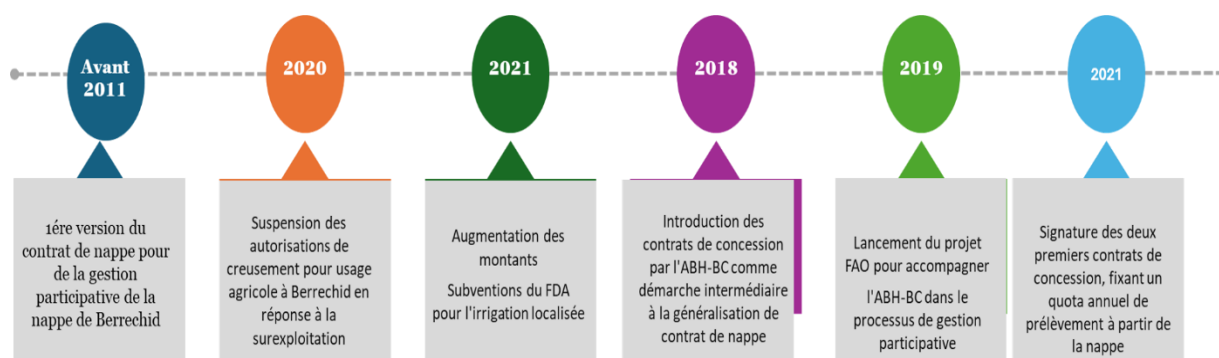 Avant
2011
1ére version du
contrat de nappe pour
de la gestion
participative de la
nappe de Berrechid
2020
Suspension des
autorisations de
creusement pour usage
agricole à Berrechid en
réponse à la
surexploitation
2021
Augmentation des
montants
Subventions du FDA
pour l'irrigation localisée
2018
Introduction des
contrats de concession
par l'ABH-BC comme
démarche intermédiaire
à la généralisation de
contrat de nappe
2019
Lancement du projet
FAO pour accompagner
l'ABH-BC dans le
processus de gestion
participative
2021
Signature des deux
premiers contrats de
concession, fixant un
quota annuel de
prélèvement à partir de
la nappe